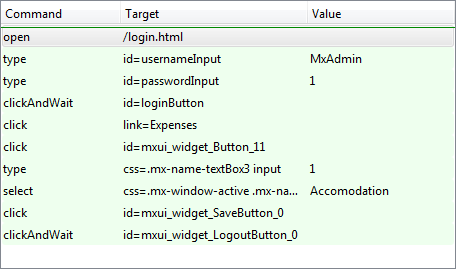 Command Target Value
open /login.html
type id=usernameInput MxAdmin
type id=passwordInput 1
clickAndWait id=loginButton
click link=Expenses
click id=mxui_widget_Button_11
type css=.mx-name-textBox3 input 1
select css=.mx-window-active .mx-na... Accomodation
click id=mxui_widget_SaveButton_0
clickAndWait id=mxui_widget_LogoutButton_0